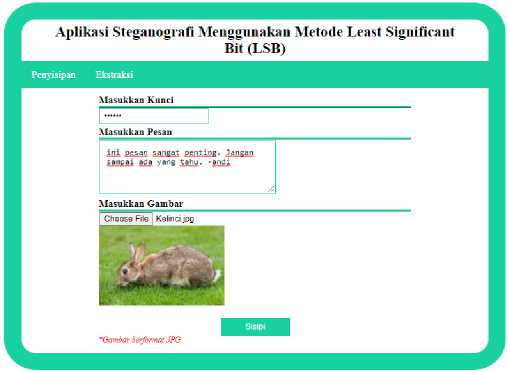 Aplikasi Steganografi Menggunakan Metode Least Significant
Bit (LSB)
Penyisipan Ekstraksi
Masukkan Kunci
••••••
Masukkan Pesan
ini pesan sangat penting. Jangan
sampai ada yang tahu. -andi
Masukkan Gambar
Choose File Kelinci.jpg
Sisipi
*Gambar berformat JPG